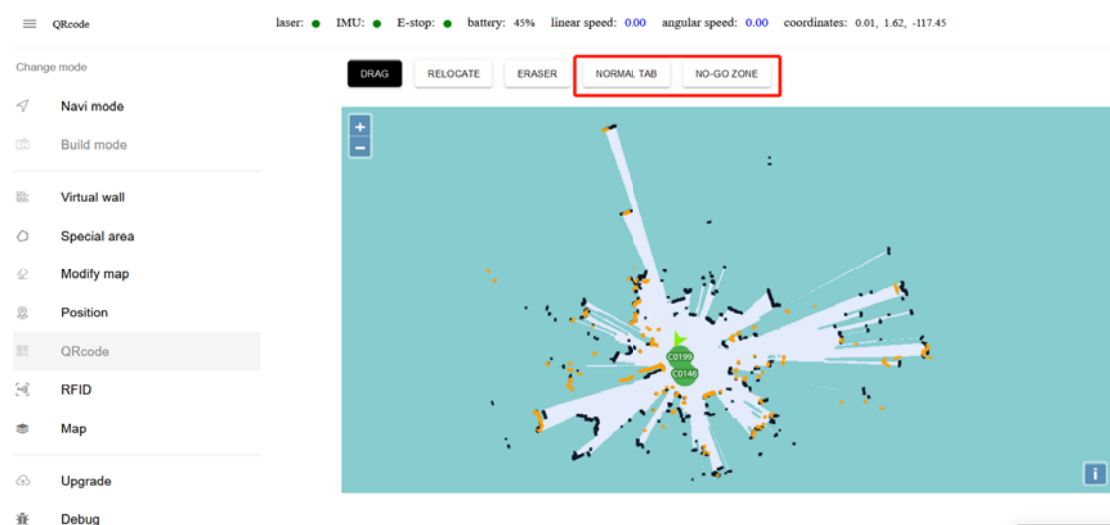 QRcode
laser: IMU: E-stop: battery: 45% linear speed: 0.00 angular speed: 0.00 coordinates: 0.01, 1.62, -117.45
Change mode
DRAG RELOCATE ERASER NORMAL TAB NO-GO ZONE
Navi mode
Build mode
Virtual wall
Special area
Modify map
Position
QRcode
RFID
Map
Upgrade
Debug
+
−
C0199
C0146
i